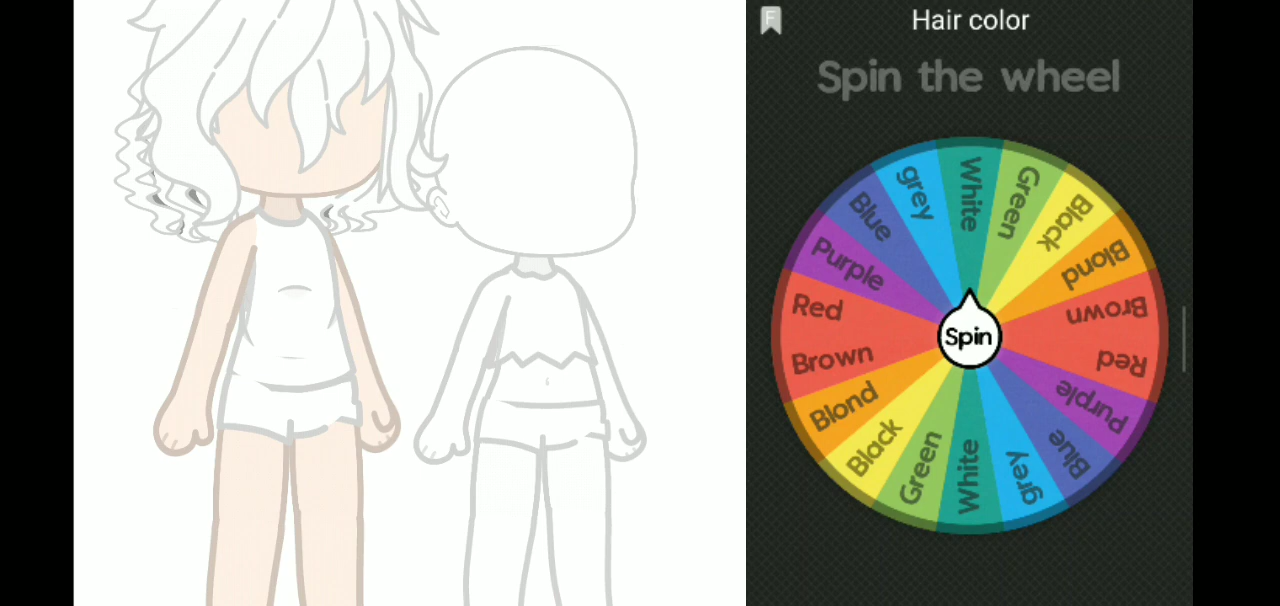 F
Hair color
Spin the wheel
White
Green
Black
Blond
Brown
Red
Purple
Blue
grey
White
Green
Black
Blond
Brown
Red
Purple
Blue
grey
Spin